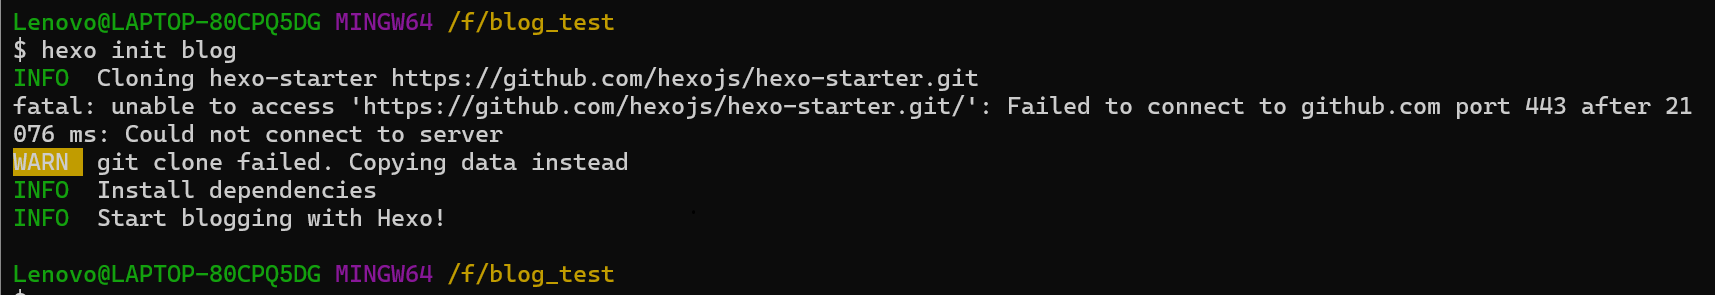 Lenovo@LAPTOP-80CPQ5DG MINGW64 /f/blog_test
$ hexo init blog
INFO  Cloning hexo-starter https://github.com/hexojs/hexo-starter.git
fatal: unable to access 'https://github.com/hexojs/hexo-starter.git/': Failed to connect to github.com port 443 after 21
076 ms: Could not connect to server
WARN  git clone failed. Copying data instead
INFO  Install dependencies
INFO  Start blogging with Hexo!
Lenovo@LAPTOP-80CPQ5DG MINGW64 /f/blog_test